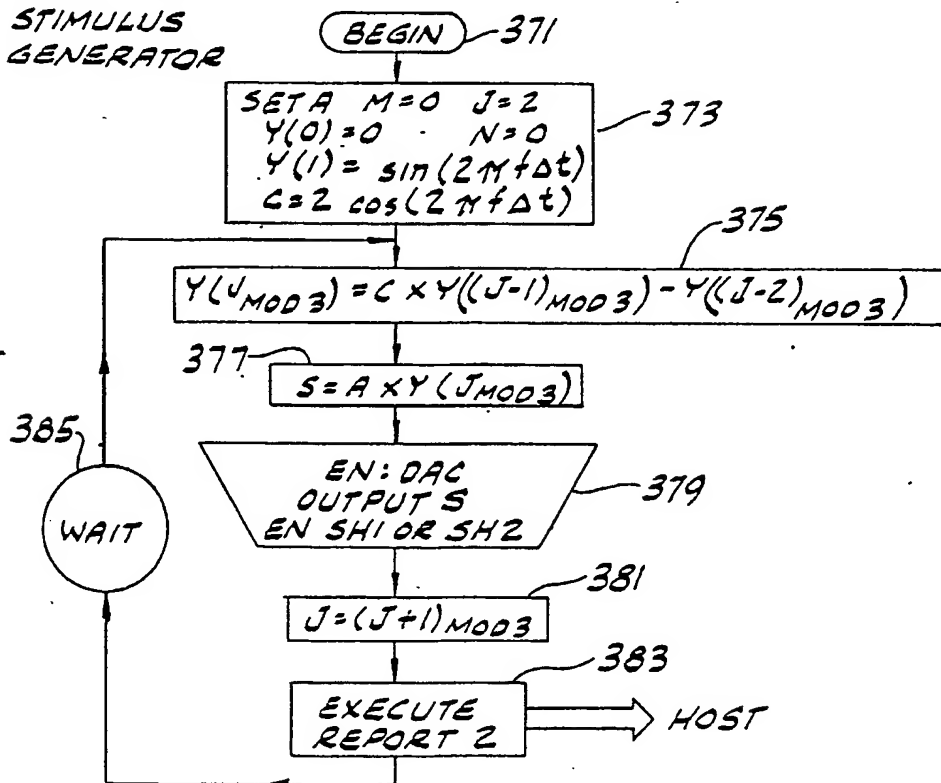 STIMULUS
GENERATOR
BEGIN
371
SET A M=0 J=2
Y(0)=0 N=0
Y(1)= sin(2πfΔt)
C=2 cos(2πfΔt)
373
375
Y(J MOD 3) = C X Y((J-1) MOD 3) - Y((J-2) MOD 3)
377
S = A X Y (J MOD 3)
385
WAIT
EN: DAC
OUTPUT S
EN SH1 OR SH2
379
381
J=(J+1) MOD 3
383
EXECUTE
REPORT 2
HOST